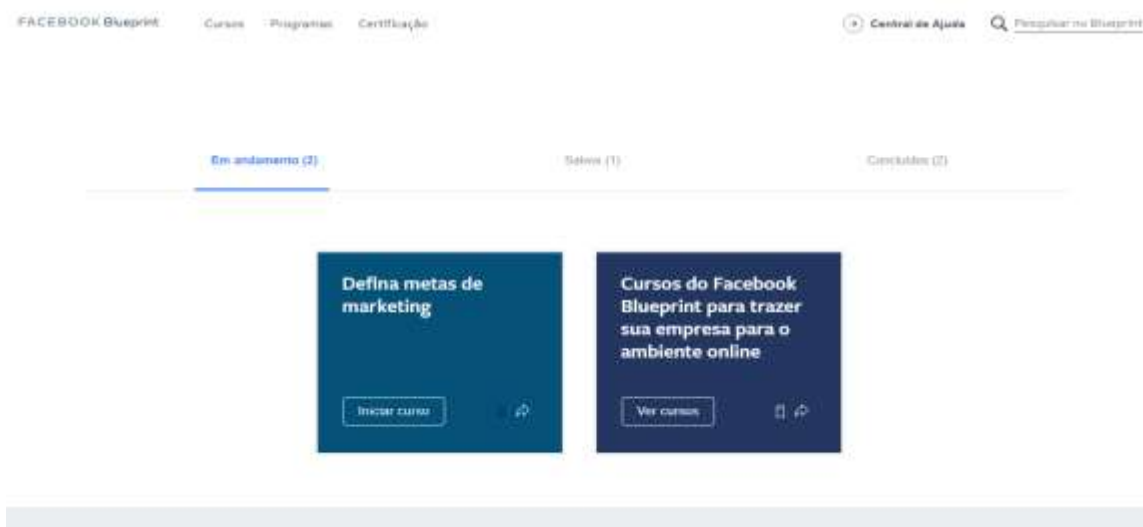 FACEBOOK Blueprint
Cursos
Programas
Certificação
Central de Ajuda
Pesquisar no Blueprint
Em andamento (2)
Salvos (1)
Concluídos (2)
Defina metas de
marketing
Iniciar curso
Cursos do Facebook
Blueprint para trazer
sua empresa para o
ambiente online
Ver cursos